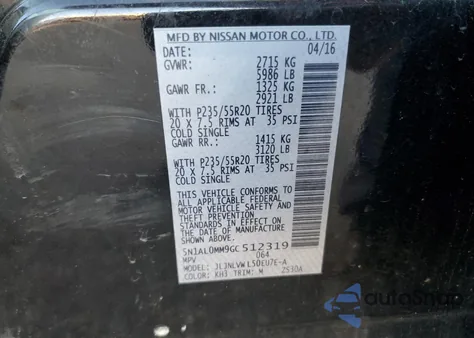 MFD BY NISSAN MOTOR CO., LTD.
DATE: 04/16
GVWR: 2715 KG
5986 LB
GAWR FR.: 1325 KG
2921 LB
WITH P235/55R20 TIRES
20 X 7.5 RIMS AT 35 PSI
COLD SINGLE
GAWR RR.: 1415 KG
3120 LB
WITH P235/55R20 TIRES
20 X 7.5 RIMS AT 35 PSI
COLD SINGLE
THIS VEHICLE CONFORMS TO
ALL APPLICABLE FEDERAL
MOTOR VEHICLE SAFETY
AND THEFT PREVENTION
STANDARDS IN EFFECT ON
THE DATE OF MANUFACTURE
SHOWN ABOVE.
5N1AL0MM9GC512319
MPV 064
MODEL:
COLOR: KH3 TRIM: M 2530A
AutoSnap